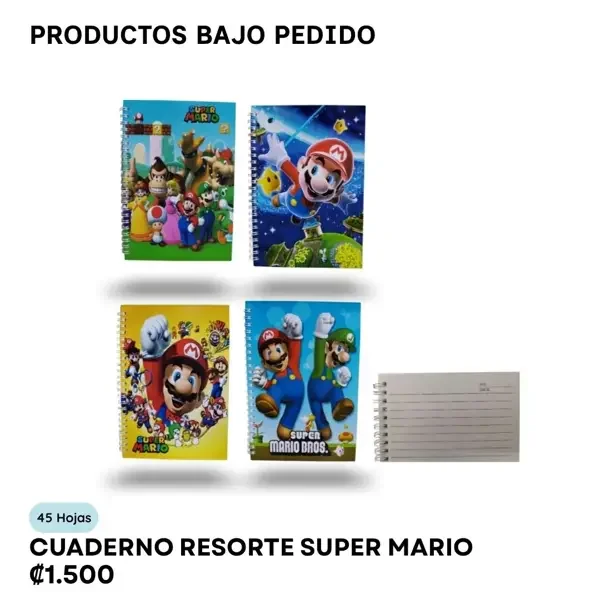 PRODUCTOS BAJO PEDIDO
SUPER
MARIO
SUPER
MARIO
SUPER
MARIO BROS.
45 Hojas
CUADERNO RESORTE SUPER MARIO
₡1.500